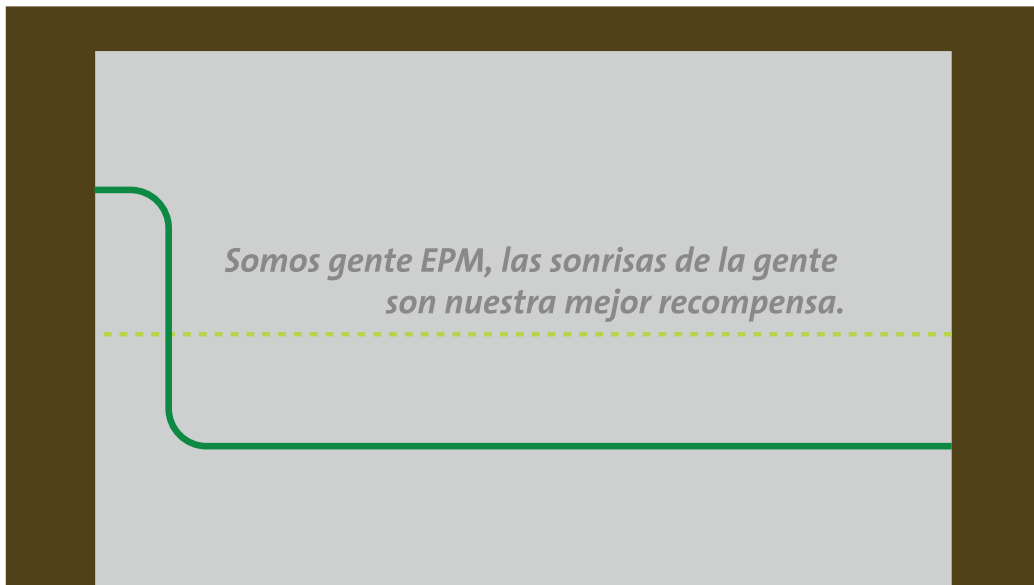 Somos gente EPM, las sonrisas de la gente
son nuestra mejor recompensa.